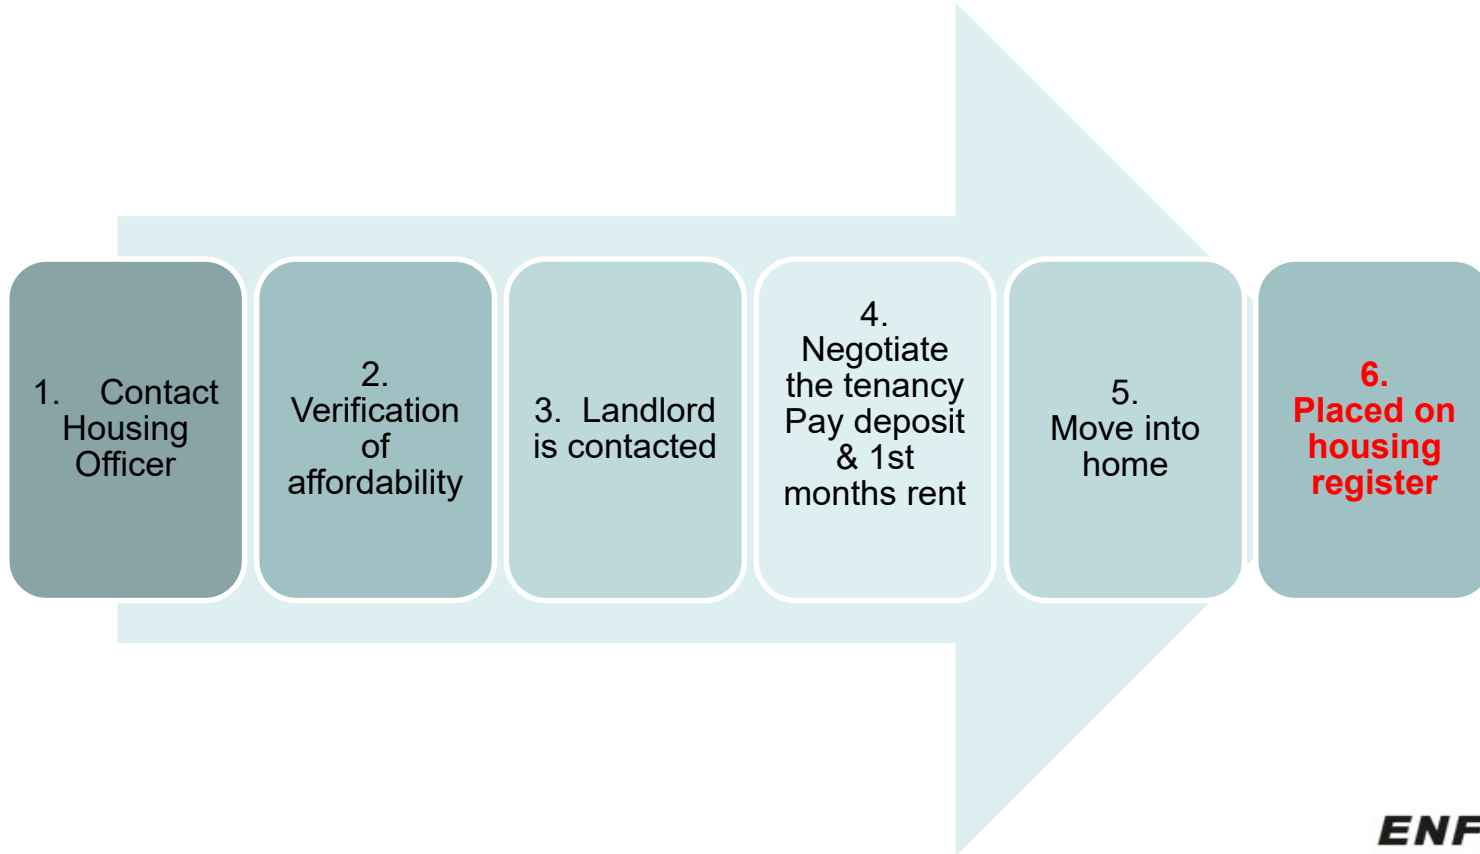 1. Contact
Housing
Officer
2.
Verification
of
affordability
3. Landlord
is contacted
4.
Negotiate
the tenancy
Pay deposit
& 1st
months rent
5.
Move into
home
6.
Placed on
housing
register
ENF